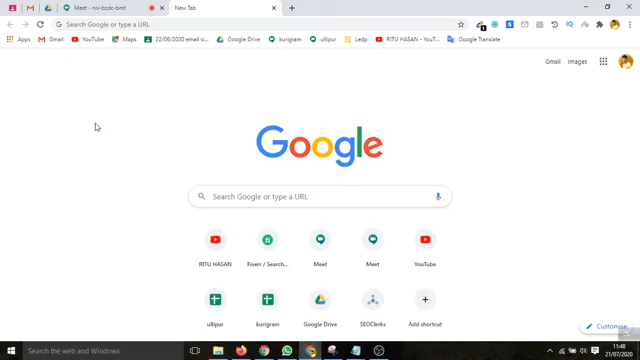 Meet - niv-bzdc-bmf
New Tab
Search Google or type a URL
Apps
Gmail
YouTube
Maps
22/06/2020 email si...
Google Drive
kurigram
ullipur
Ledp
RITU HASAN - YouT...
Google Translate
Gmail Images
Google
Search Google or type a URL
RITU HASAN
Fiverr / Search...
Meet
Meet
YouTube
ullipur
kurigram
Google Drive
SEOClerks
Add shortcut
Customise
Search the web and Windows
11:48
21/07/2020